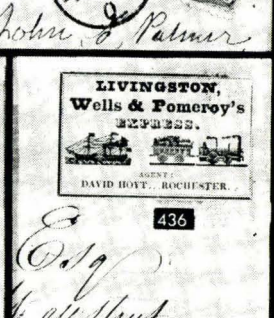 John E. Palmer
LIVINGSTON,
Wells & Pomeroy's
EXPRESS.
AGENT:
DAVID HOYT.. ROCHESTER.
436
Esq